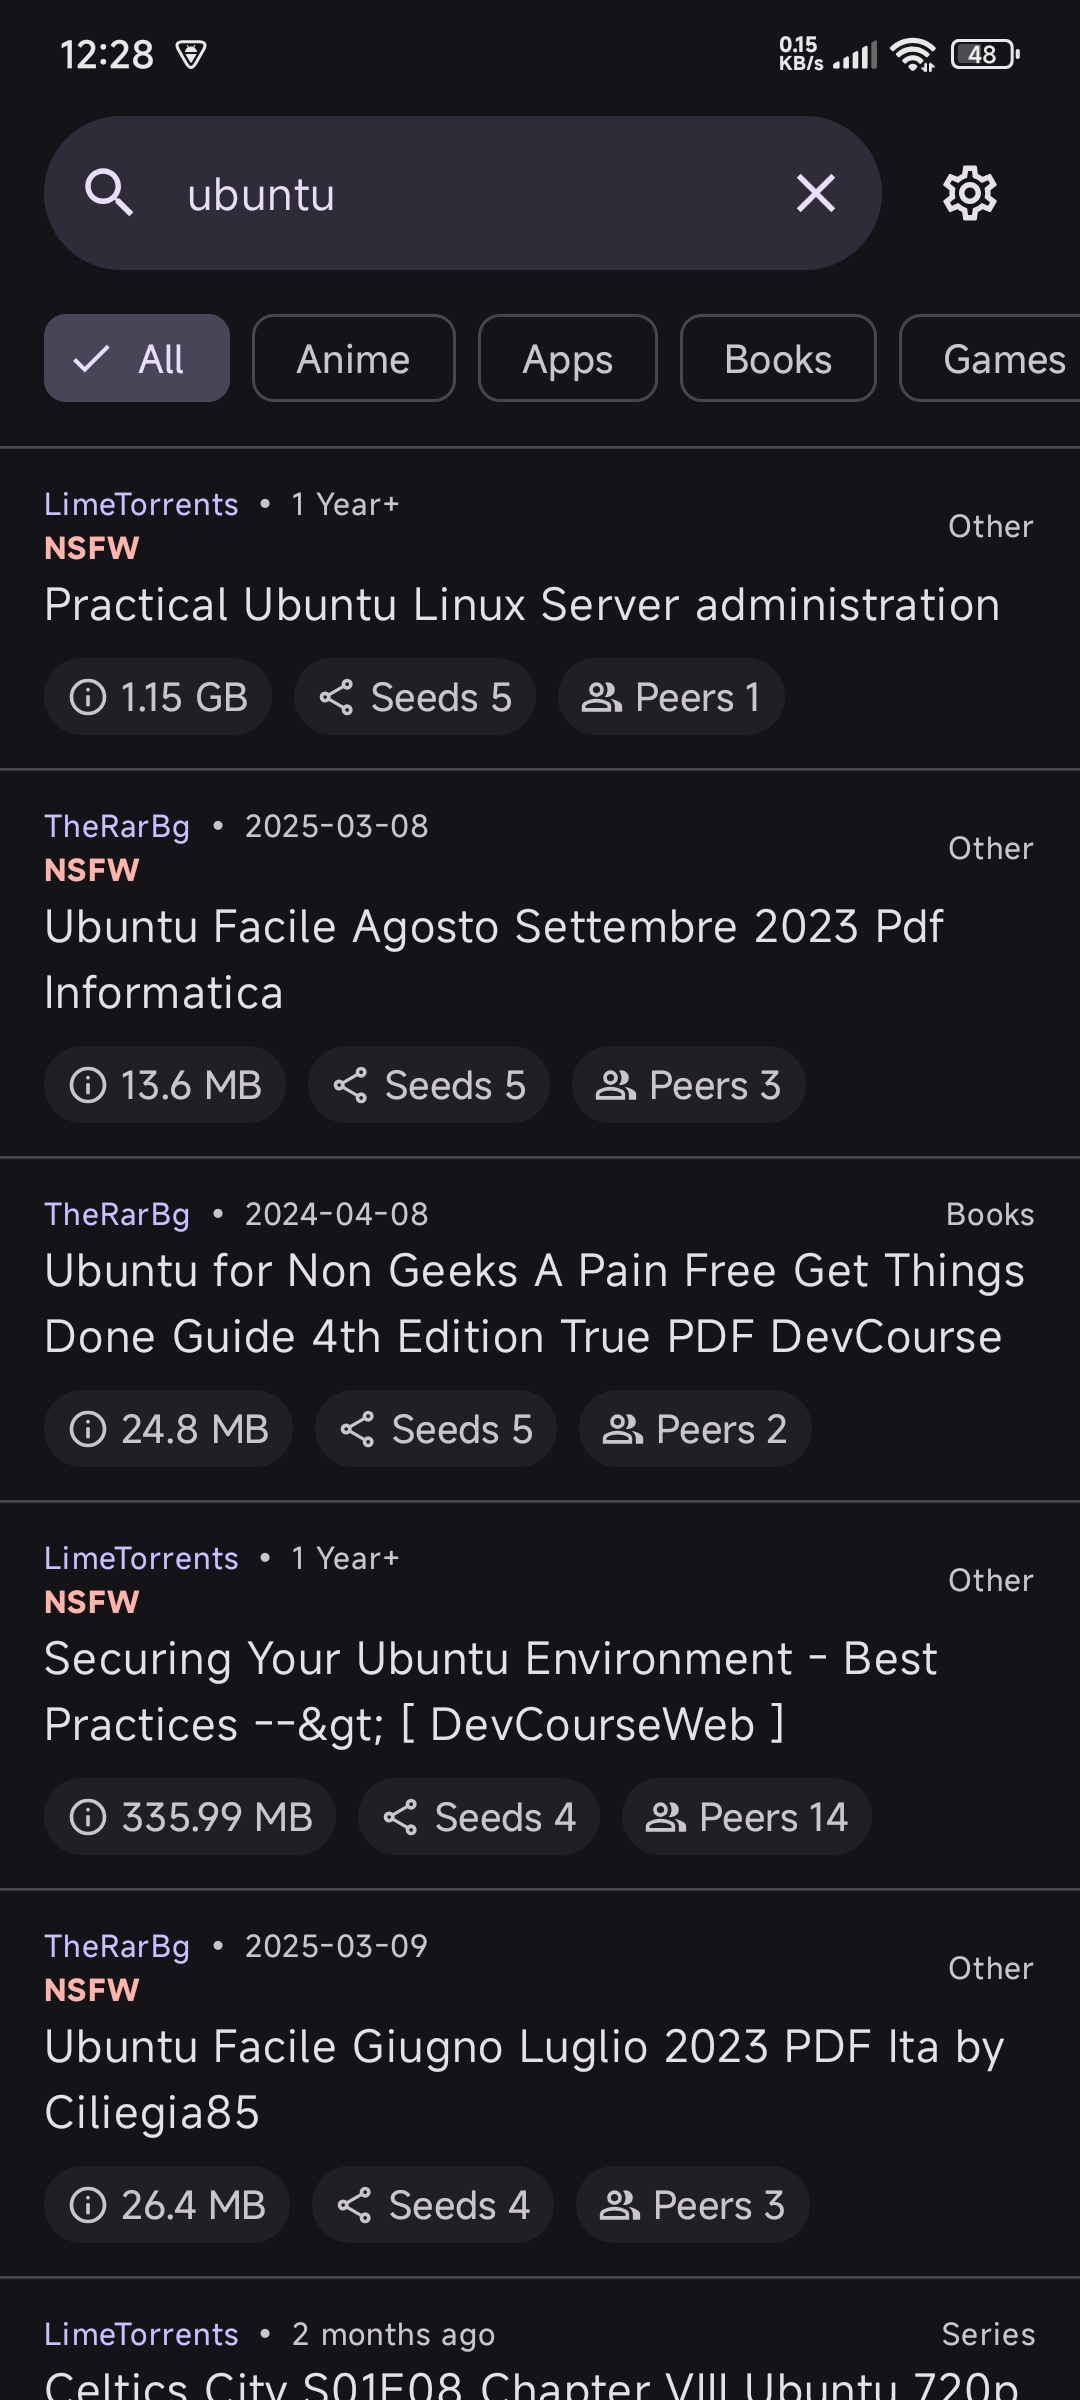 12:28
0.15
KB/s
48
ubuntu
All
Anime
Apps
Books
Games
LimeTorrents • 1 Year+
NSFW
Other
Practical Ubuntu Linux Server administration
1.15 GB
Seeds 5
Peers 1
TheRarBg • 2025-03-08
NSFW
Other
Ubuntu Facile Agosto Settembre 2023 Pdf
Informatica
13.6 MB
Seeds 5
Peers 3
TheRarBg • 2024-04-08
Books
Ubuntu for Non Geeks A Pain Free Get Things
Done Guide 4th Edition True PDF DevCourse
24.8 MB
Seeds 5
Peers 2
LimeTorrents • 1 Year+
NSFW
Other
Securing Your Ubuntu Environment - Best
Practices --&gt; [ DevCourseWeb ]
335.99 MB
Seeds 4
Peers 14
TheRarBg • 2025-03-09
NSFW
Other
Ubuntu Facile Giugno Luglio 2023 PDF Ita by
Ciliegia85
26.4 MB
Seeds 4
Peers 3
LimeTorrents • 2 months ago
Series
Celtics City S01E08 Chapter VIII Ubuntu 720p